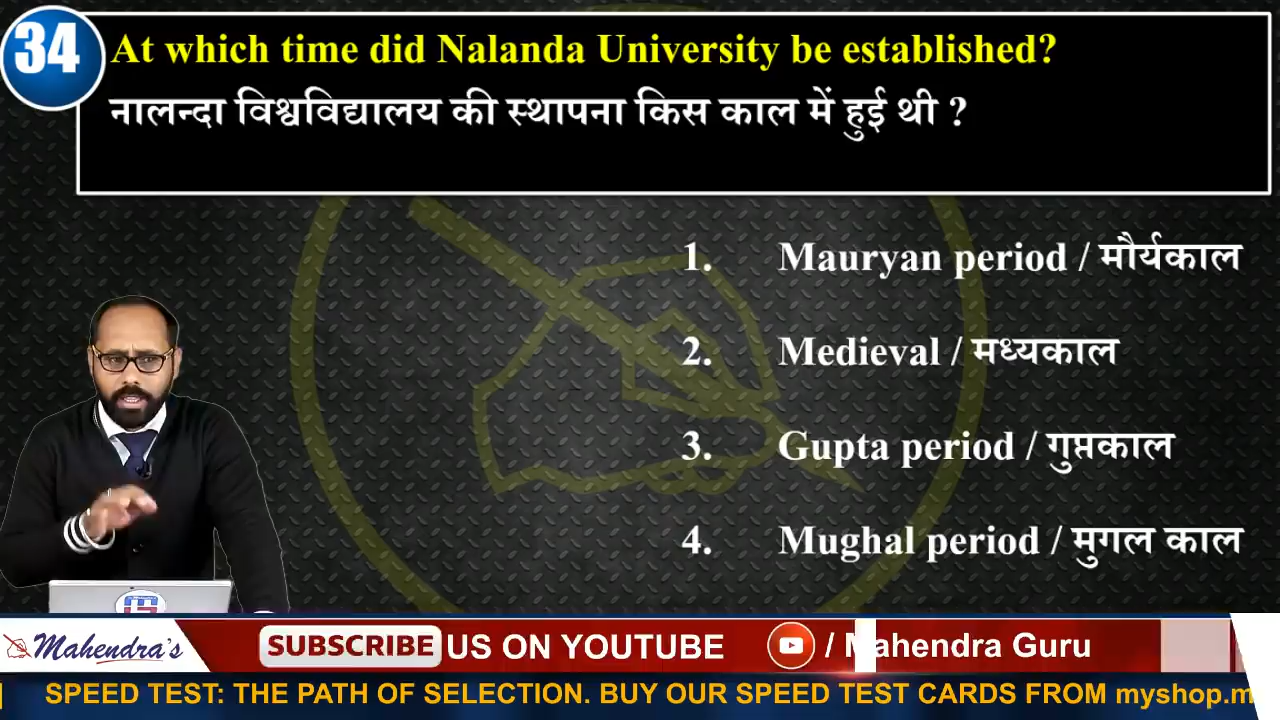 34
At which time did Nalanda University be established?
नालन्दा विश्वविद्यालय की स्थापना किस काल में हुई थी ?
1. Mauryan period / मौर्यकाल
2. Medieval / मध्यकाल
3. Gupta period / गुप्तकाल
4. Mughal period / मुगल काल
Mahendra's SUBSCRIBE US ON YOUTUBE / Mahendra Guru
SPEED TEST: THE PATH OF SELECTION. BUY OUR SPEED TEST CARDS FROM myshop.m